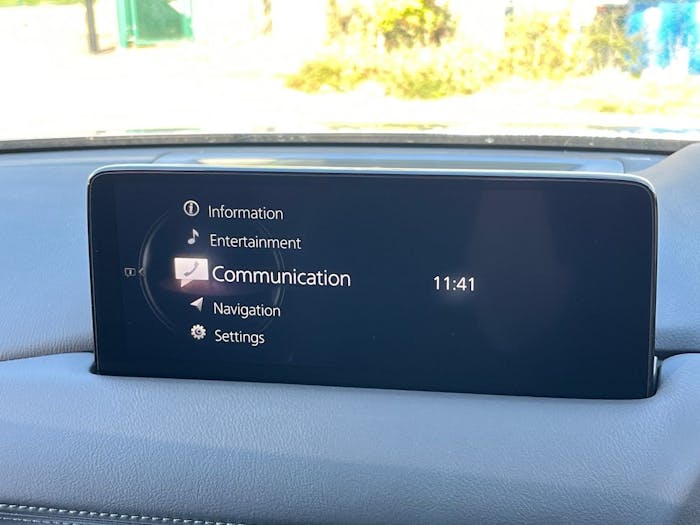 Information
Entertainment
Communication
11:41
Navigation
Settings